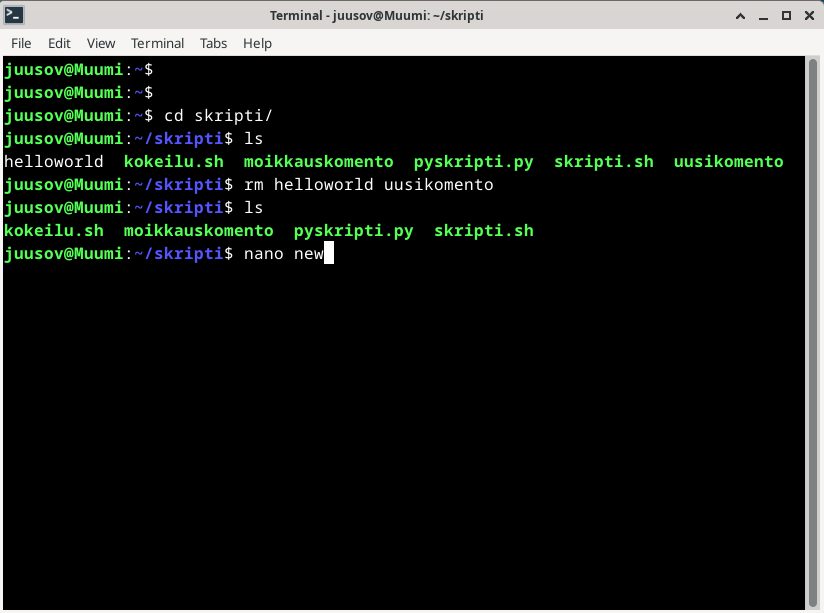 Terminal - juusov@Muumi: ~/skripti
File Edit View Terminal Tabs Help
juusov@Muumi:~$
juusov@Muumi:~$
juusov@Muumi:~$ cd skripti/
juusov@Muumi:~/skripti$ ls
helloworld  kokeilu.sh  moikkauskomento  pyskripti.py  skripti.sh  uusikomento
juusov@Muumi:~/skripti$ rm helloworld uusikomento
juusov@Muumi:~/skripti$ ls
kokeilu.sh  moikkauskomento  pyskripti.py  skripti.sh
juusov@Muumi:~/skripti$ nano new